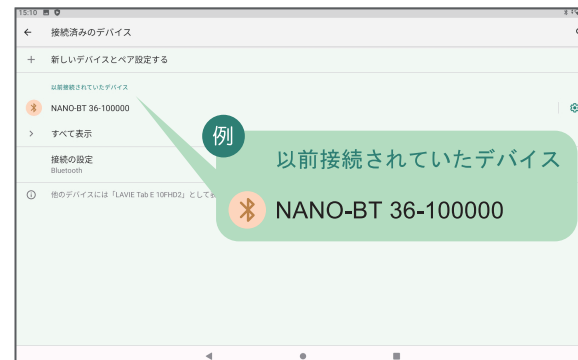 15:10
接続済みのデバイス
新しいデバイスとペア設定する
以前接続されていたデバイス
NANO-BT 36-100000
すべて表示
接続の設定
Bluetooth
他のデバイスには「LAVIE Tab E 10FHD2」として
例
以前接続されていたデバイス
NANO-BT 36-100000